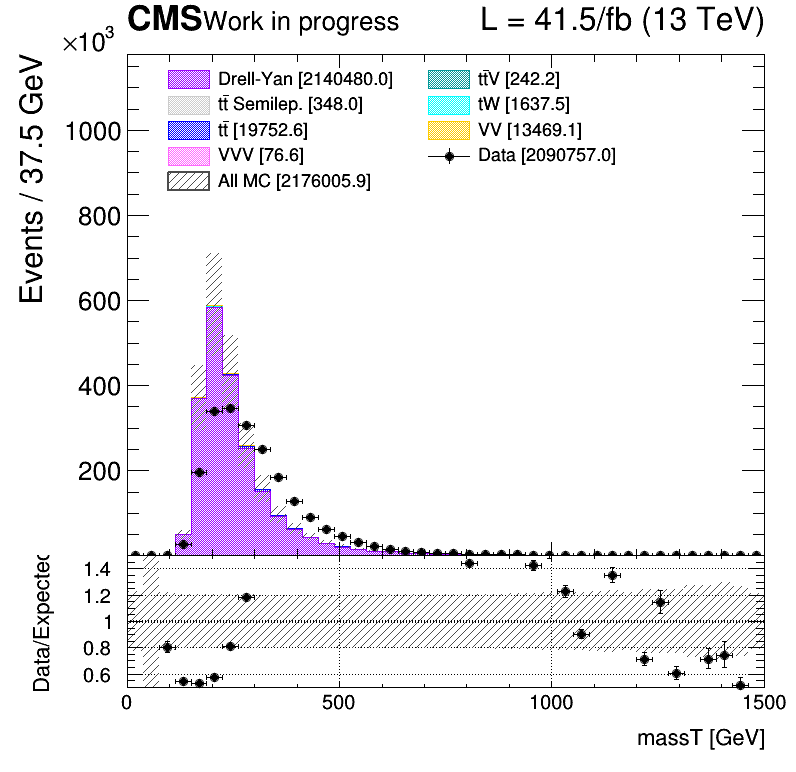 CMS Work in progress L = 41.5/fb (13 TeV)
×10³
Events / 37.5 GeV
Drell-Yan [2140480.0]
tt̄ Semilep. [348.0]
tt̄ [19752.6]
VVV [76.6]
All MC [2176005.9]
tt̄V [242.2]
tW [1637.5]
VV [13469.1]
Data [2090757.0]
1000
800
600
400
200
Data/Expected
1.4
1.2
1
0.8
0.6
0 500 1000 1500
massT [GeV]